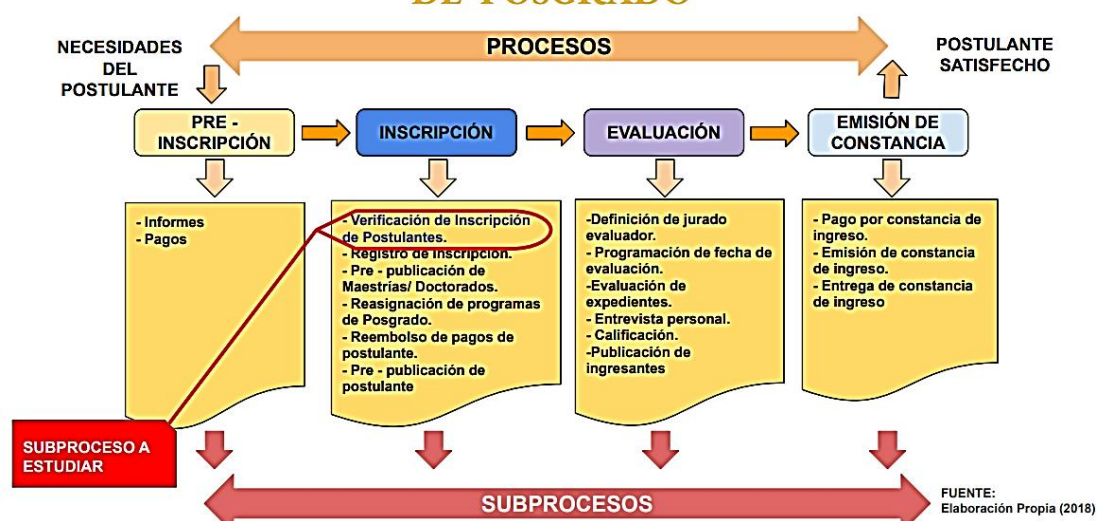 DE POSGRADO
NECESIDADES
DEL
POSTULANTE
PROCESOS
POSTULANTE
SATISFECHO
PRE -
INSCRIPCIÓN
INSCRIPCIÓN
EVALUACIÓN
EMISIÓN DE
CONSTANCIA
- Informes
- Pagos
- Verificación de Inscripción
de Postulantes.
- Registro de Inscripción.
- Pre - publicación de
Maestrías/ Doctorados.
- Reasignación de programas
de Posgrado.
- Reembolso de pagos de
postulante.
- Pre - publicación de
postulante
-Definición de jurado
evaluador.
- Programación de fecha de
evaluación.
-Evaluación de
expedientes.
- Entrevista personal.
- Calificación.
-Publicación de
ingresantes
- Pago por constancia de
ingreso.
- Emisión de constancia
de ingreso.
- Entrega de constancia
de ingreso
SUBPROCESO A
ESTUDIAR
SUBPROCESOS
FUENTE:
Elaboración Propia (2018)